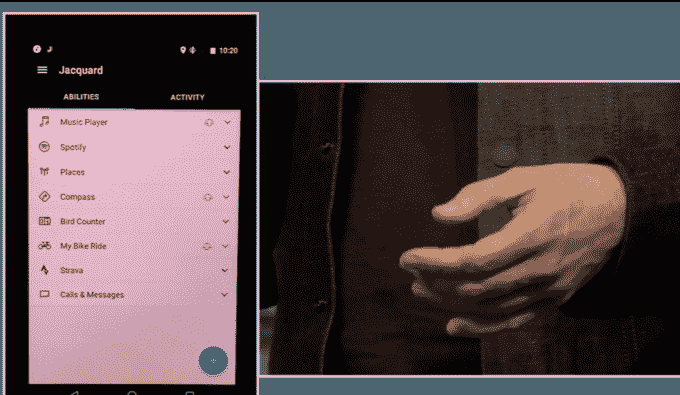 10:20
Jacquard
ABILITIES ACTIVITY
Music Player
Spotify
Places
Compass
Bird Counter
My Bike Ride
Strava
Calls & Messages